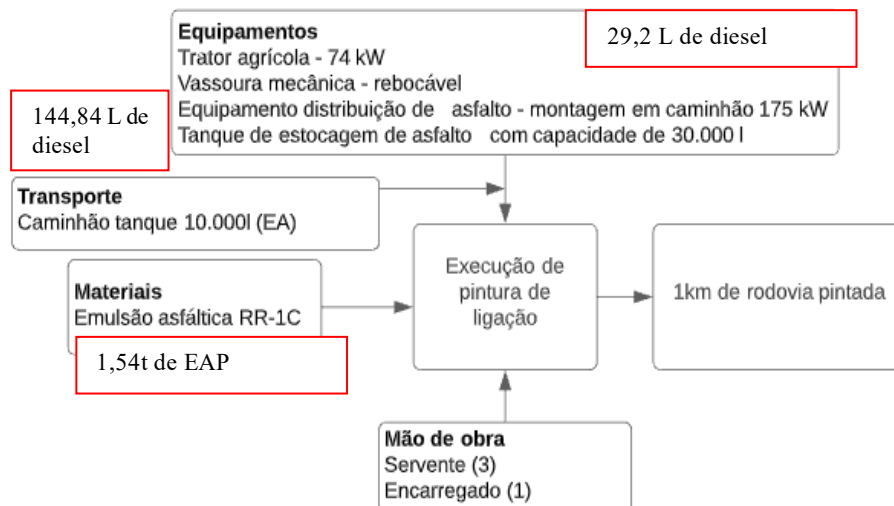 Equipamentos
Trator agrícola - 74 kW
Vassoura mecânica - rebocável
Equipamento distribuição de asfalto - montagem em caminhão 175 kW
Tanque de estocagem de asfalto com capacidade de 30.000 l
29,2 L de diesel
144,84 L de
diesel
Transporte
Caminhão tanque 10.000l (EA)
Materiais
Emulsão asfáltica RR-1C
1,54t de EAP
Execução de
pintura de
ligação
1km de rodovia pintada
Mão de obra
Servente (3)
Encarregado (1)